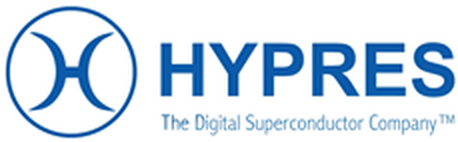 HYPRES
The Digital Superconductor Company™